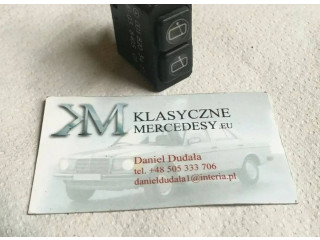 KM KLASYCZNE
MERCEDESY.EU
Daniel Dudała
tel. +48 505 333 706
danieldudala1@interia.pl